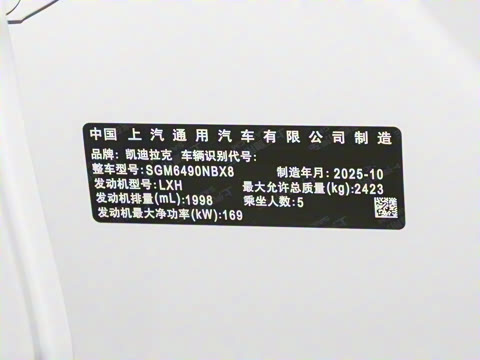 中国 上汽通用汽车有限公司制造
品牌: 凯迪拉克 车辆识别代号:
整车型号:SGM6490NBX8 制造年月: 2025-10
发动机型号:LXH 最大允许总质量(kg):2423
发动机排量(mL):1998 乘坐人数:5
发动机最大净功率(kW):169